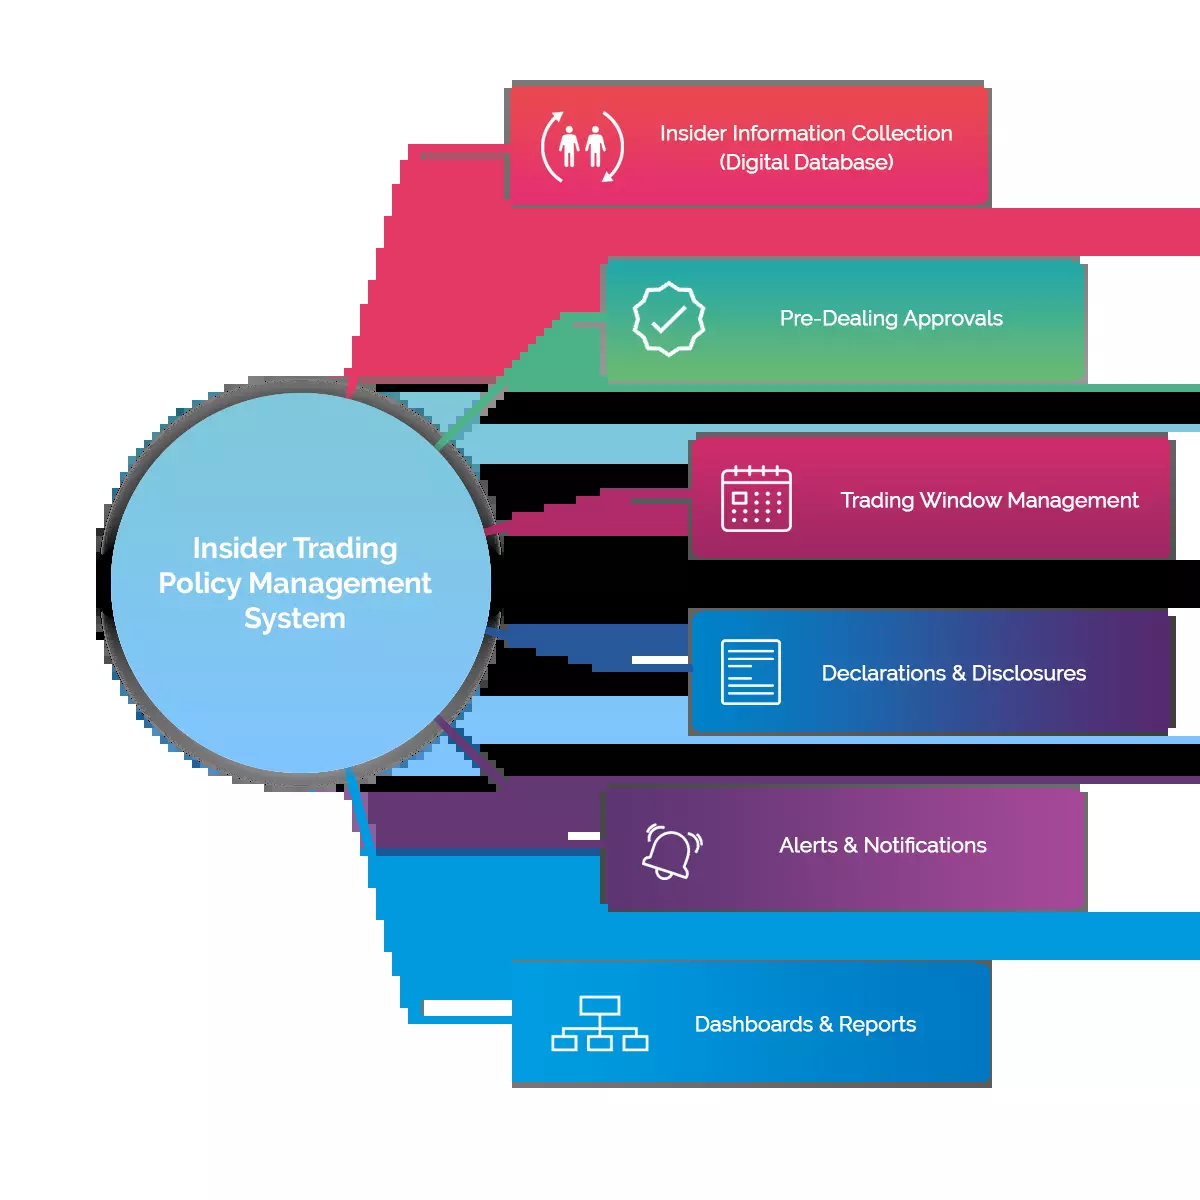 Insider Information Collection
(Digital Database)
Pre-Dealing Approvals
Trading Window Management
Insider Trading
Policy Management
System
Declarations & Disclosures
Alerts & Notifications
Dashboards & Reports